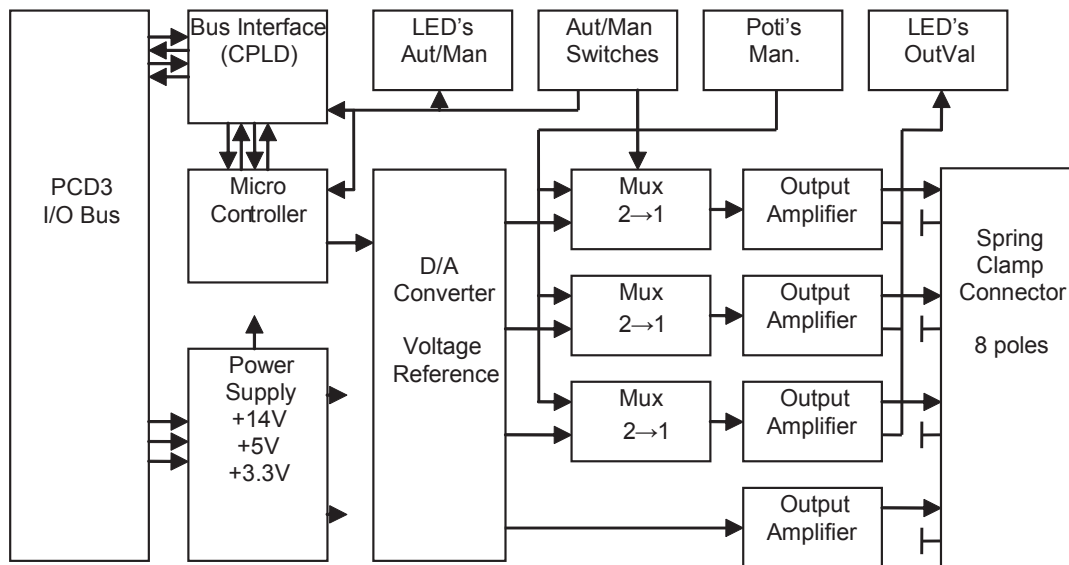 Bus Interface
(CPLD)
LED's
Aut/Man
Aut/Man
Switches
Poti's
Man.
LED's
OutVal
PCD3
I/O Bus
Micro
Controller
D/A
Converter
Voltage
Reference
Mux
2→1
Output
Amplifier
Mux
2→1
Output
Amplifier
Mux
2→1
Output
Amplifier
Output
Amplifier
Spring
Clamp
Connector
8 poles
Power
Supply
+14V
+5V
+3.3V